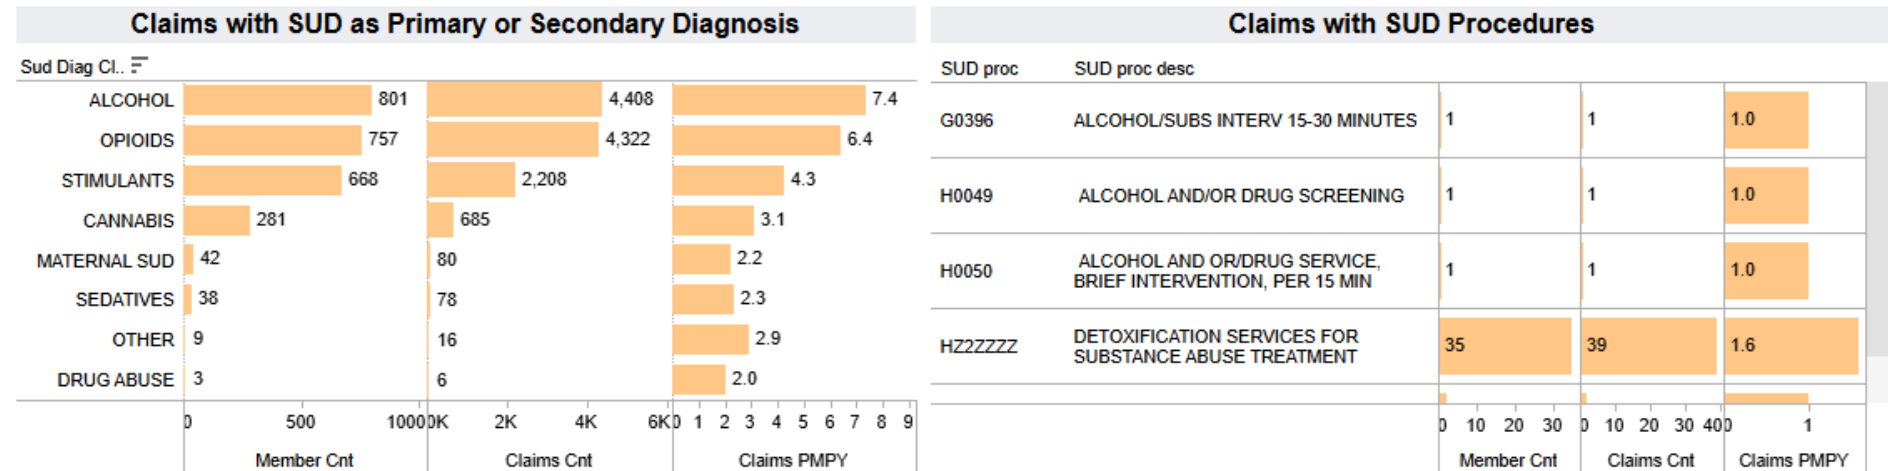 Claims with SUD as Primary or Secondary Diagnosis
Sud Diag Cl..
ALCOHOL 801 4,408 7.4
OPIOIDS 757 4,322 6.4
STIMULANTS 668 2,208 4.3
CANNABIS 281 685 3.1
MATERNAL SUD 42 80 2.2
SEDATIVES 38 78 2.3
OTHER 9 16 2.9
DRUG ABUSE 3 6 2.0
0 500 1000 0K 2K 4K 6K 0 1 2 3 4 5 6 7 8 9
Member Cnt Claims Cnt Claims PMPY
Claims with SUD Procedures
SUD proc SUD proc desc
G0396 ALCOHOL/SUBS INTERV 15-30 MINUTES 1 1 1.0
H0049 ALCOHOL AND/OR DRUG SCREENING 1 1 1.0
H0050 ALCOHOL AND OR/DRUG SERVICE,
BRIEF INTERVENTION, PER 15 MIN 1 1 1.0
HZ2ZZZZ DETOXIFICATION SERVICES FOR
SUBSTANCE ABUSE TREATMENT 35 39 1.6
0 10 20 30 0 10 20 30 40 0 1
Member Cnt Claims Cnt Claims PMPY